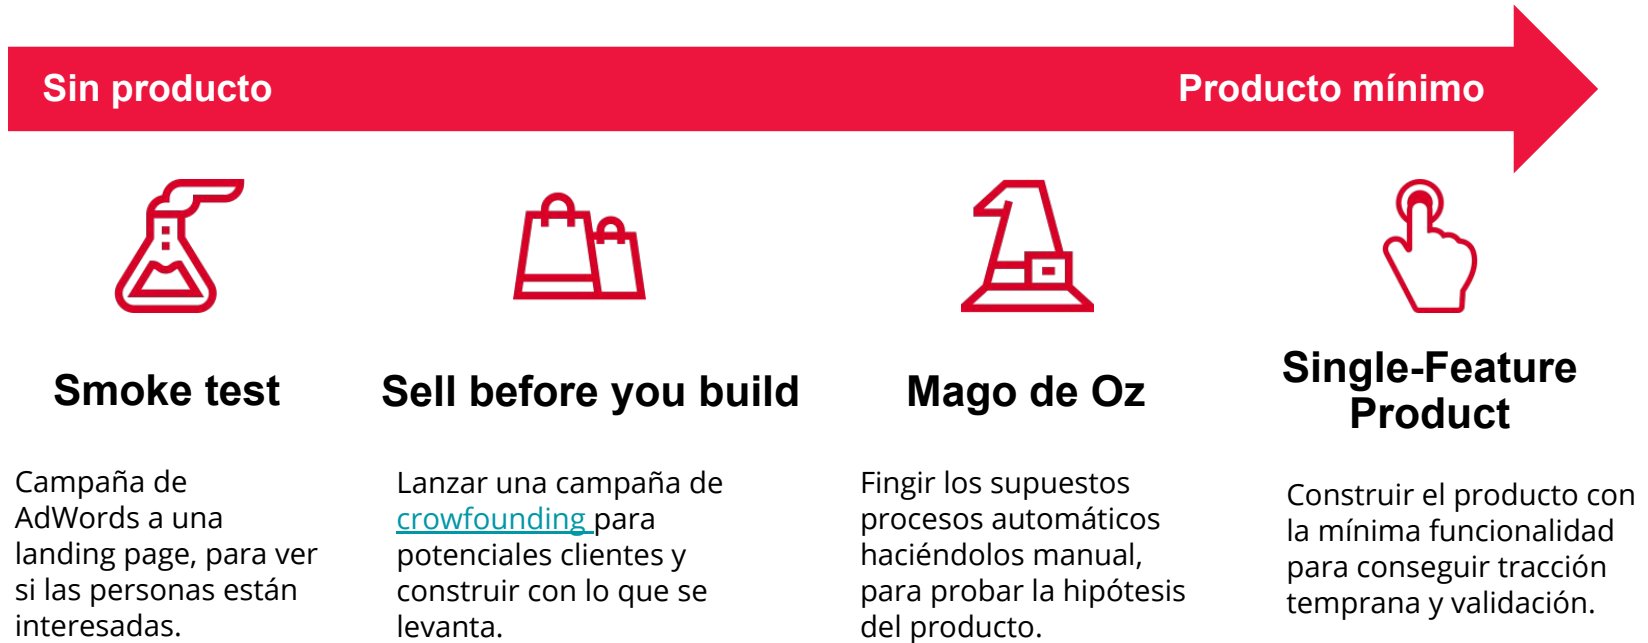 Sin producto
Producto mínimo
Smoke test
Campaña de
AdWords a una
landing page, para ver
si las personas están
interesadas.
Sell before you build
Lanzar una campaña de
crowfounding para
potenciales clientes y
construir con lo que se
levanta.
Mago de Oz
Fingir los supuestos
procesos automáticos
haciéndolos manual,
para probar la hipótesis
del producto.
Single-Feature
Product
Construir el producto con
la mínima funcionalidad
para conseguir tracción
temprana y validación.